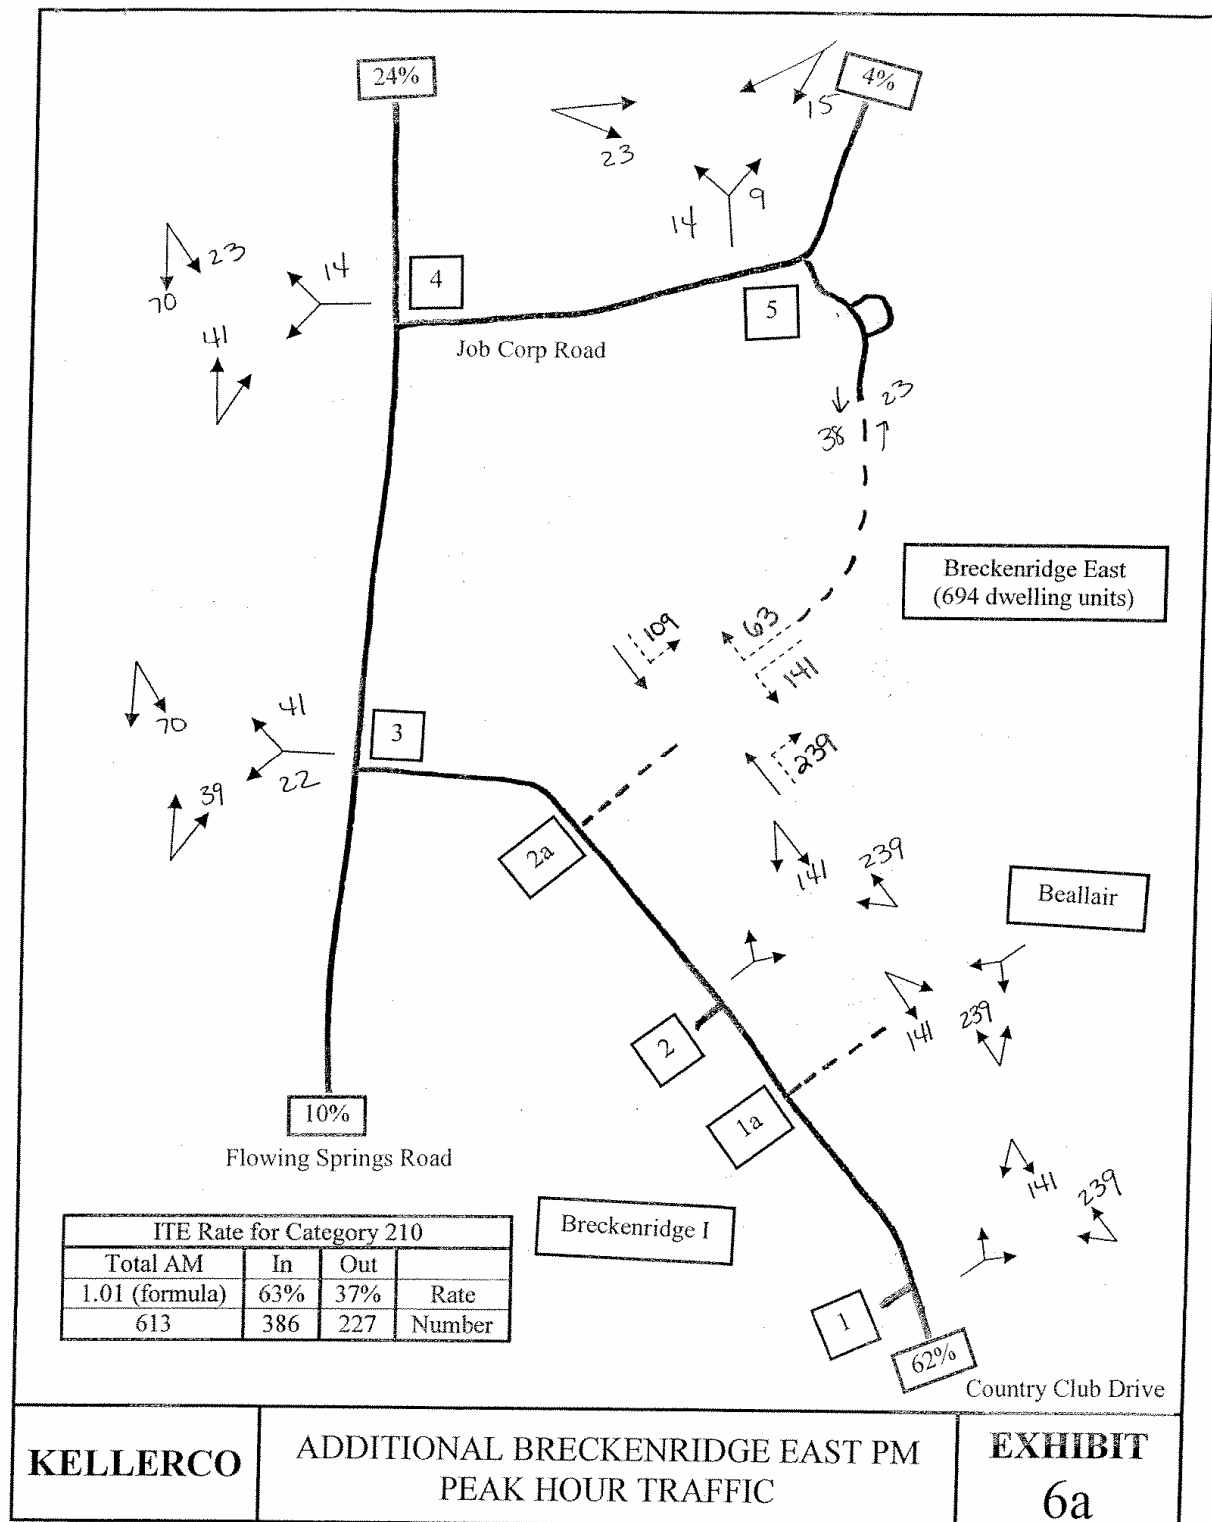 24%
4%
15
23
14
9
23
70
14
4
41
5
Job Corp Road
38
23
Breckenridge East
(694 dwelling units)
109
63
141
70
41
3
22
39
239
2a
141
239
Beallair
2
141
239
1a
10%
Flowing Springs Road
141
239
Breckenridge I
ITE Rate for Category 210
Total AM In Out
1.01 (formula) 63% 37% Rate
613 386 227 Number
1
62%
Country Club Drive
KELLERCO
ADDITIONAL BRECKENRIDGE EAST PM
PEAK HOUR TRAFFIC
EXHIBIT
6a